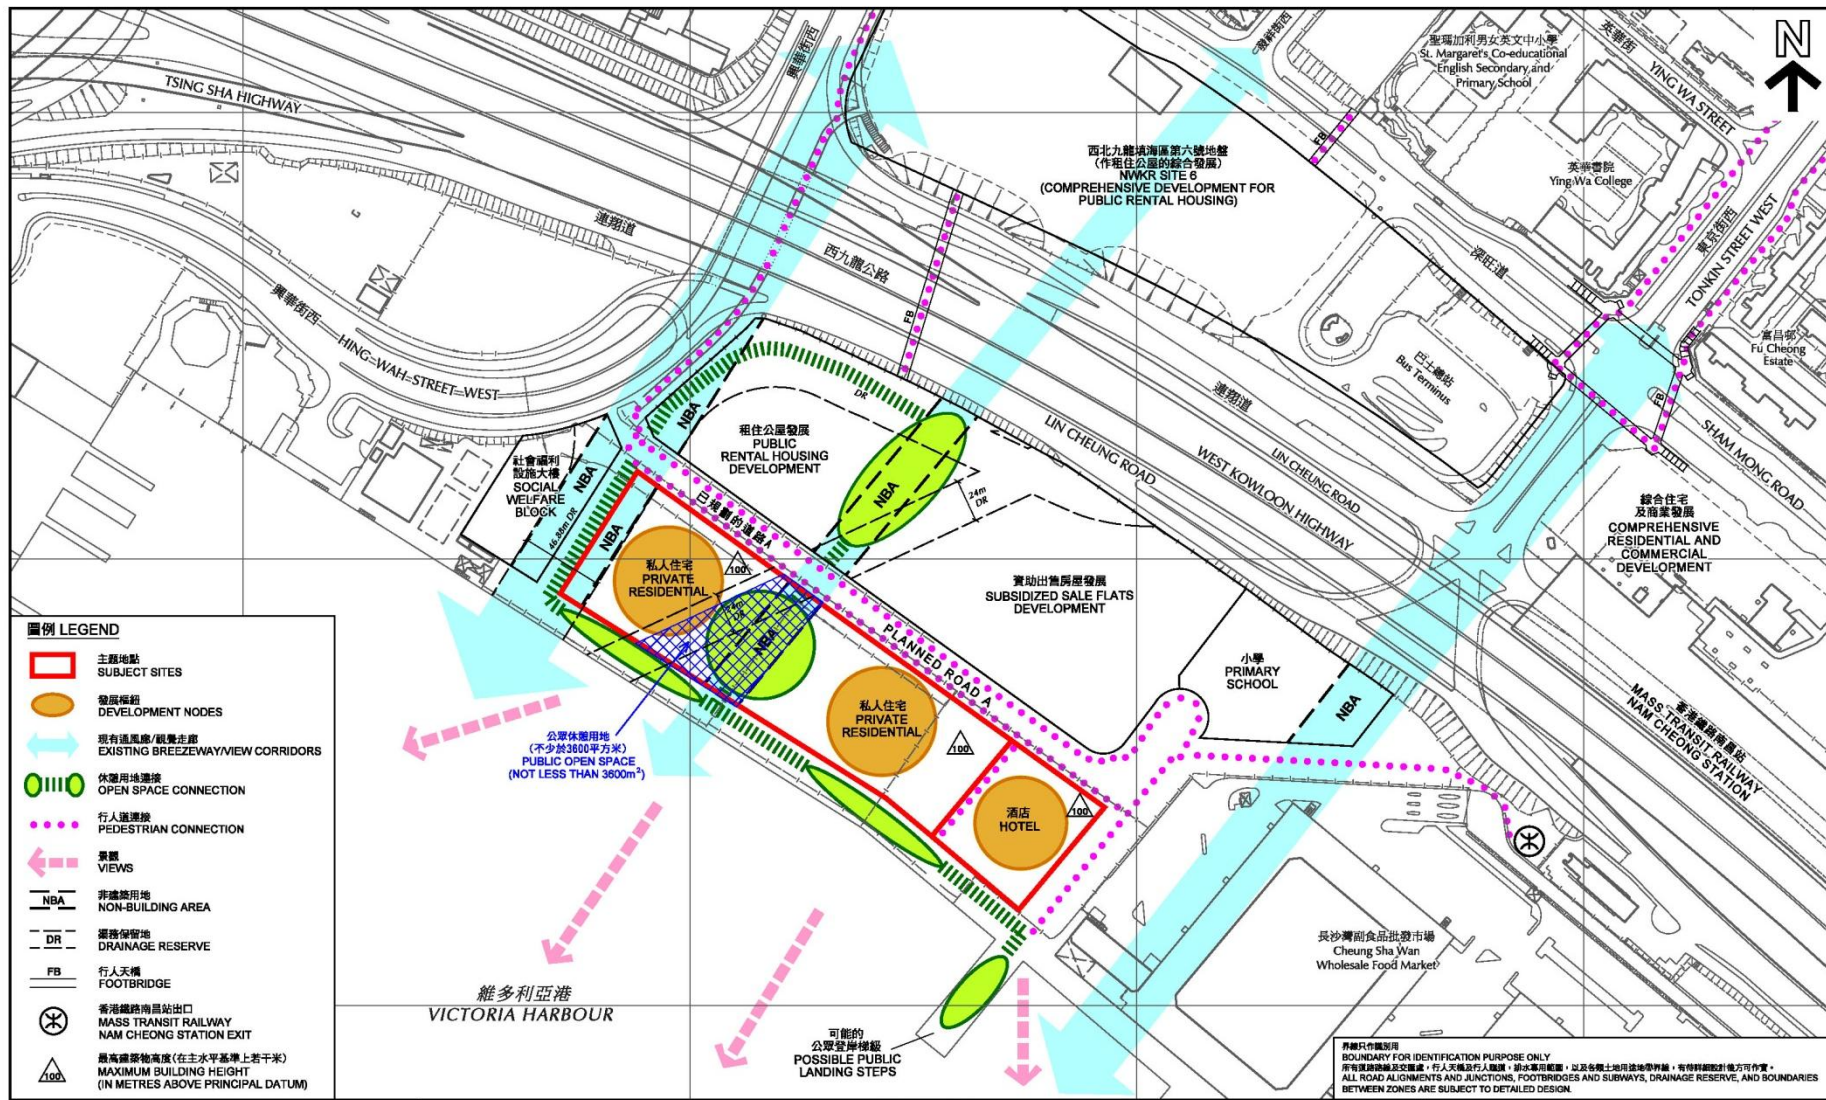 N
興華街西
TSING SHA HIGHWAY
發祥街西
聖瑪加利男女英文中小學
St. Margaret's Co-educational
English Secondary and
Primary School
英華街
YING WA STREET
FB
西北九龍填海區第六號地盤
(作租住公屋的綜合發展)
NWKR SITE 6
(COMPREHENSIVE DEVELOPMENT FOR
PUBLIC RENTAL HOUSING)
英華書院
Ying Wa College
東京街西
TONKIN STREET WEST
連翔道
西九龍公路
深旺道
興華街西
HING WAH STREET WEST
FB
巴士總站
Bus Terminus
富昌邨
Fu Cheong
Estate
FB
連翔道
LIN CHEUNG ROAD
WEST KOWLOON HIGHWAY
LIN CHEUNG ROAD
SHAM MONG ROAD
DR
NBA
租住公屋發展
PUBLIC
RENTAL HOUSING
DEVELOPMENT
NBA
24m
DR
社會福利
設施大樓
SOCIAL
WELFARE
BLOCK
NBA
46.38m DR
NBA
已規劃的道路A
PLANNED ROAD A
綜合住宅
及商業發展
COMPREHENSIVE
RESIDENTIAL AND
COMMERCIAL
DEVELOPMENT
私人住宅
PRIVATE
RESIDENTIAL
100
24m
DR
NBA
資助出售房屋發展
SUBSIDIZED SALE FLATS
DEVELOPMENT
小學
PRIMARY
SCHOOL
NBA
香港鐵路南昌站
MASS TRANSIT RAILWAY
NAM CHEONG STATION
私人住宅
PRIVATE
RESIDENTIAL
100
公眾休憩用地
(不少於3600平方米)
PUBLIC OPEN SPACE
(NOT LESS THAN 3600m²)
酒店
HOTEL
100
長沙灣副食品批發市場
Cheung Sha Wan
Wholesale Food Market
維多利亞港
VICTORIA HARBOUR
可能的
公眾登岸梯級
POSSIBLE PUBLIC
LANDING STEPS
圖例 LEGEND
主題地點
SUBJECT SITES
發展樞紐
DEVELOPMENT NODES
現有通風廊/觀景走廊
EXISTING BREEZEWAY/VIEW CORRIDORS
休憩用地連接
OPEN SPACE CONNECTION
行人道連接
PEDESTRIAN CONNECTION
景觀
VIEWS
NBA
非建築用地
NON-BUILDING AREA
DR
渠務保留地
DRAINAGE RESERVE
FB
行人天橋
FOOTBRIDGE
香港鐵路南昌站出口
MASS TRANSIT RAILWAY
NAM CHEONG STATION EXIT
100
最高建築物高度(在主水平基準上若干米)
MAXIMUM BUILDING HEIGHT
(IN METRES ABOVE PRINCIPAL DATUM)
界線只作識別用
BOUNDARY FOR IDENTIFICATION PURPOSE ONLY
ALL ROAD ALIGNMENTS AND JUNCTIONS, FOOTBRIDGES AND SUBWAYS, DRAINAGE RESERVE, AND BOUNDARIES
BETWEEN ZONES ARE SUBJECT TO DETAILED DESIGN.